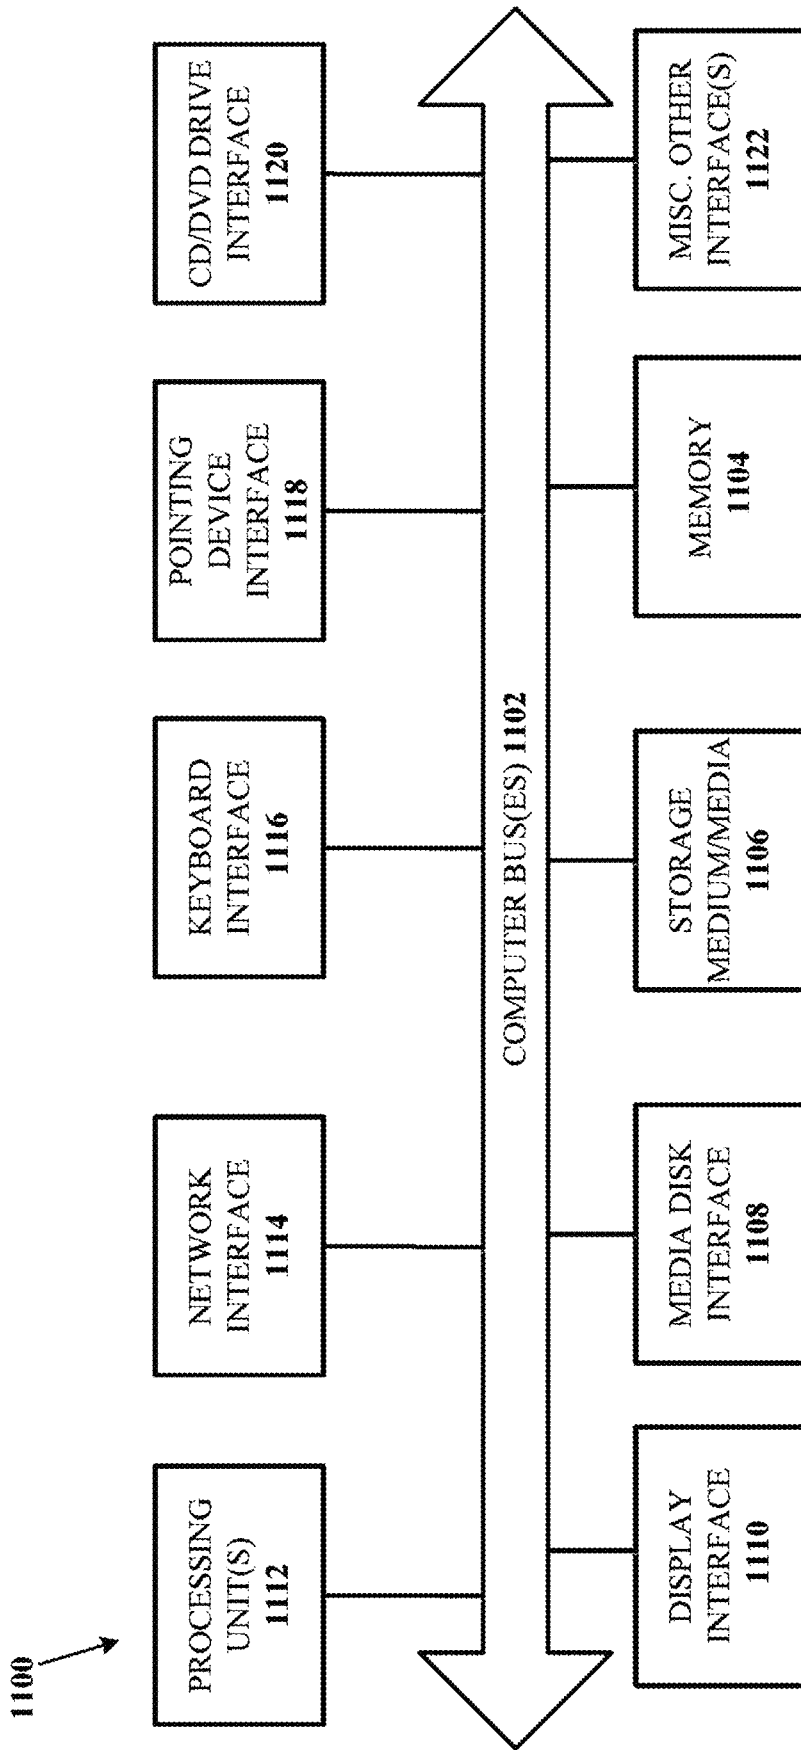 1100
PROCESSING
UNIT(S)
1112
NETWORK
INTERFACE
1114
KEYBOARD
INTERFACE
1116
POINTING
DEVICE
INTERFACE
1118
CD/DVD DRIVE
INTERFACE
1120
COMPUTER BUS(ES) 1102
DISPLAY
INTERFACE
1110
MEDIA DISK
INTERFACE
1108
STORAGE
MEDIUM/MEDIA
1106
MEMORY
1104
MISC. OTHER
INTERFACE(S)
1122